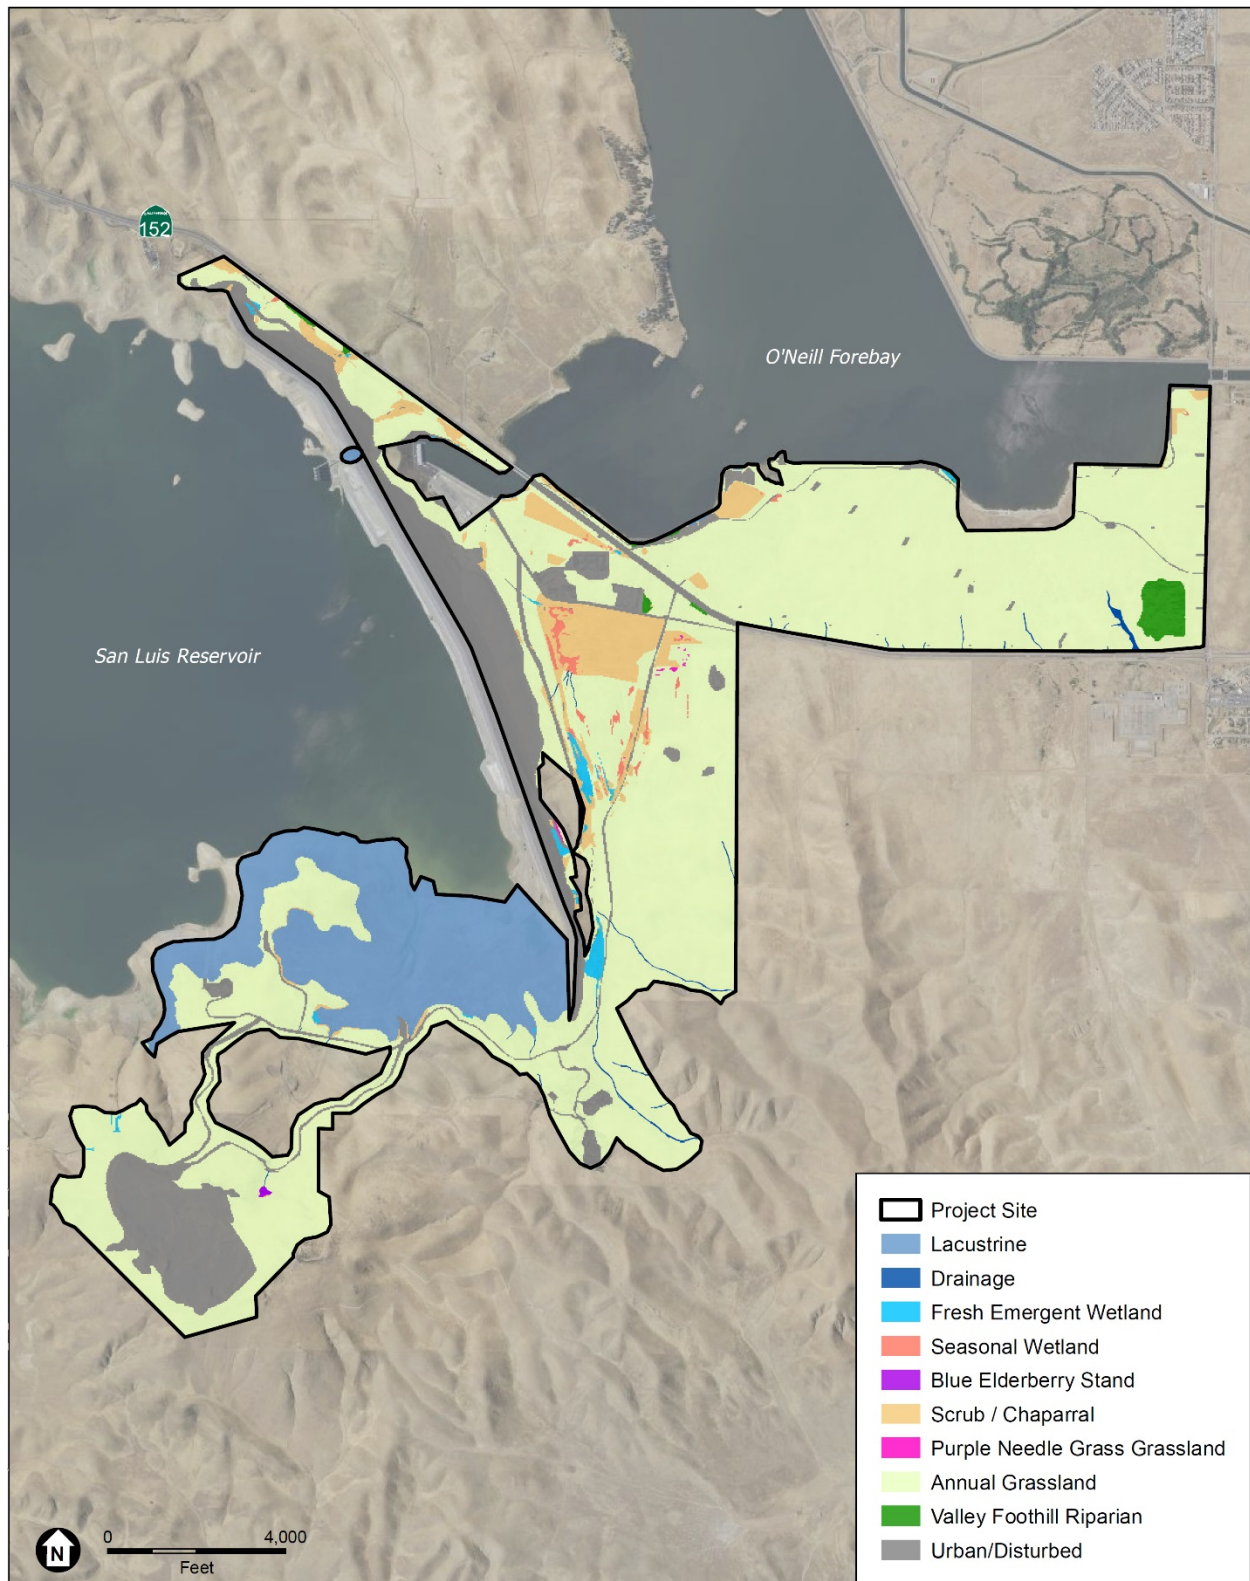 CALIFORNIA
152
O'Neill Forebay
San Luis Reservoir
Project Site
Lacustrine
Drainage
Fresh Emergent Wetland
Seasonal Wetland
Blue Elderberry Stand
Scrub / Chaparral
Purple Needle Grass Grassland
Annual Grassland
Valley Foothill Riparian
Urban/Disturbed
N
0 4,000
Feet